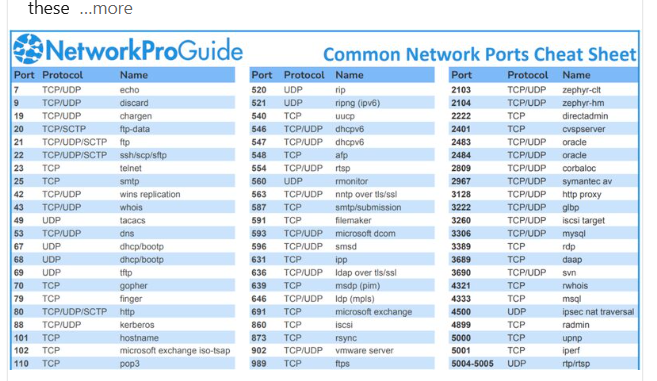 these ...more
NetworkProGuide Common Network Ports Cheat Sheet
Port Protocol Name Port Protocol Name Port Protocol Name
7 TCP/UDP echo 520 UDP rip 2103 TCP/UDP zephyr-clt
9 TCP/UDP discard 521 UDP ripng (ipv6) 2104 TCP/UDP zephyr-hm
19 TCP/UDP chargen 540 TCP uucp 2222 TCP directadmin
20 TCP/SCTP ftp-data 546 TCP/UDP dhcpv6 2401 TCP cvspserver
21 TCP/UDP/SCTP ftp 547 TCP/UDP dhcpv6 2483 TCP/UDP oracle
22 TCP/UDP/SCTP ssh/scp/sftp 548 TCP afp 2484 TCP/UDP oracle
23 TCP telnet 554 TCP/UDP rtsp 2809 TCP/UDP corbaloc
25 TCP smtp 560 UDP rmonitor 2967 TCP/UDP symantec av
42 TCP/UDP wins replication 563 TCP/UDP nntp over tls/ssl 3128 TCP/UDP http proxy
43 TCP/UDP whois 587 TCP smtp/submission 3222 TCP/UDP glbp
49 UDP tacacs 591 TCP filemaker 3260 TCP/UDP iscsi target
53 TCP/UDP dns 593 TCP/UDP microsoft dcom 3306 TCP/UDP mysql
67 UDP dhcp/bootp 596 TCP/UDP smsd 3389 TCP rdp
68 UDP dhcp/bootp 631 TCP ipp 3689 TCP daap
69 UDP tftp 636 TCP/UDP ldap over tls/ssl 3690 TCP/UDP svn
70 TCP gopher 639 TCP msdp (pim) 4321 TCP rwhois
79 TCP finger 646 TCP/UDP ldp (mpls) 4333 TCP msql
80 TCP/UDP/SCTP http 691 TCP microsoft exchange 4500 UDP ipsec nat traversal
88 TCP/UDP kerberos 860 TCP iscsi 4899 TCP radmin
101 TCP hostname 873 TCP rsync 5000 TCP upnp
102 TCP microsoft exchange iso-tsap 902 TCP/UDP vmware server 5001 TCP iperf
110 TCP pop3 989 TCP ftps 5004-5005 UDP rtp/rtsp